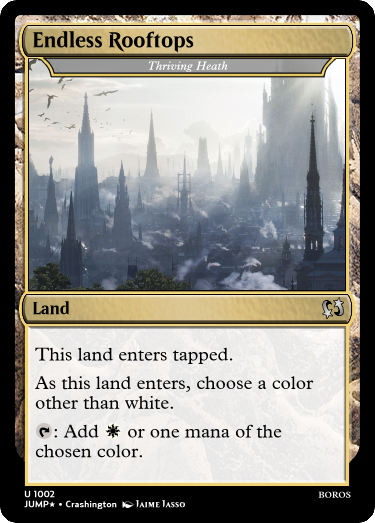 Endless Rooftops
Thriving Heath
Land
This land enters tapped.
As this land enters, choose a color
other than white.
: Add or one mana of the
chosen color.
U 1002
BOROS
JUMP★ • Crashington Jaime Jasso